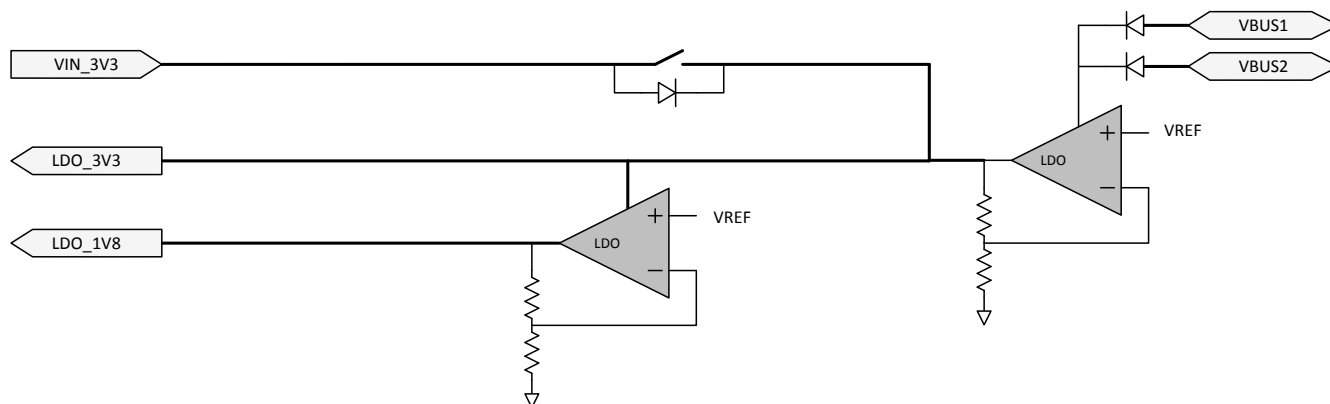 VBUS1
VIN_3V3
VBUS2
+ VREF
LDO_3V3
LDO
−
+ VREF
LDO_1V8
LDO
−